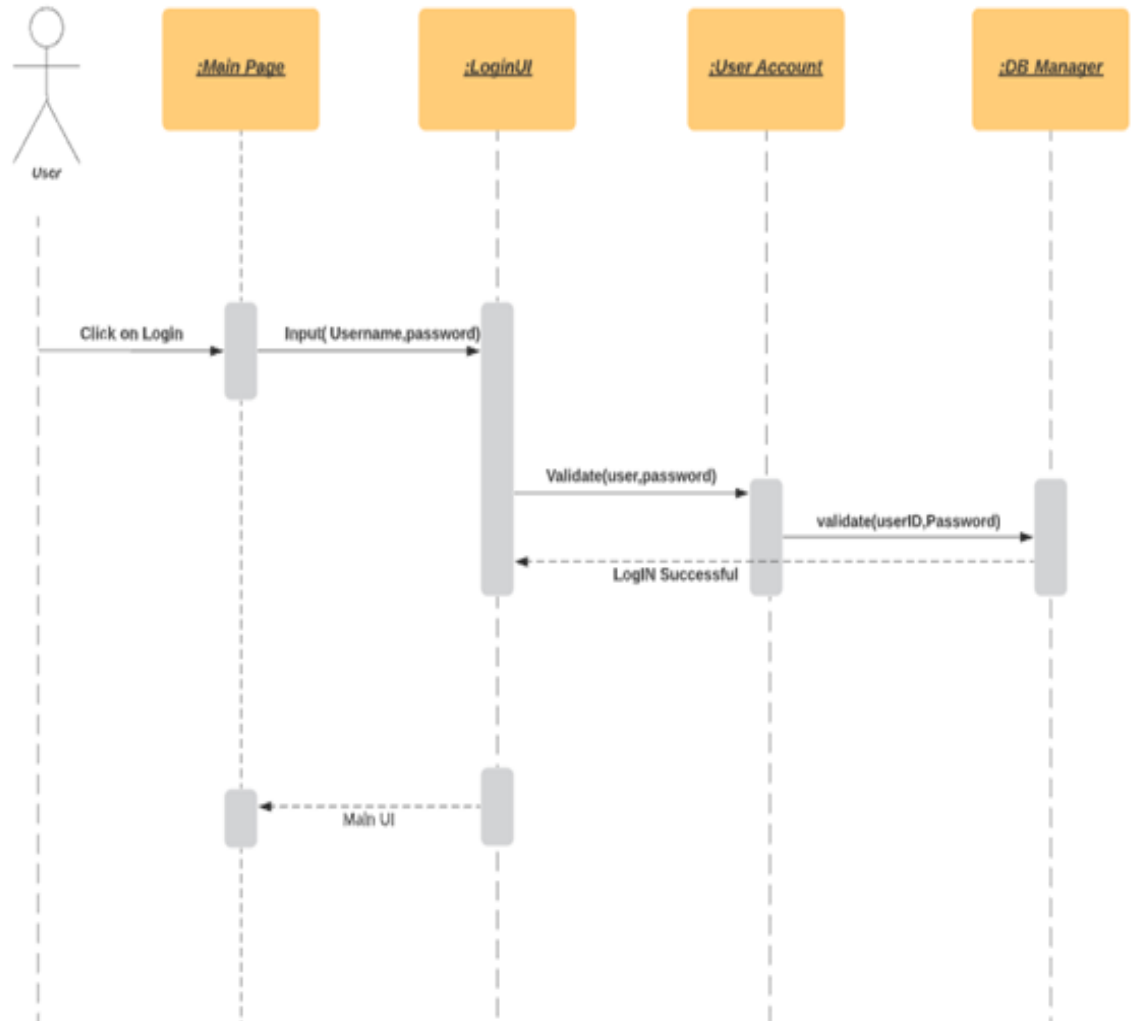 :Main Page
:LoginUI
:User Account
:DB Manager
User
Click on Login
Input( Username,password)
Validate(user,password)
validate(userID,Password)
LogIN Successful
Main UI